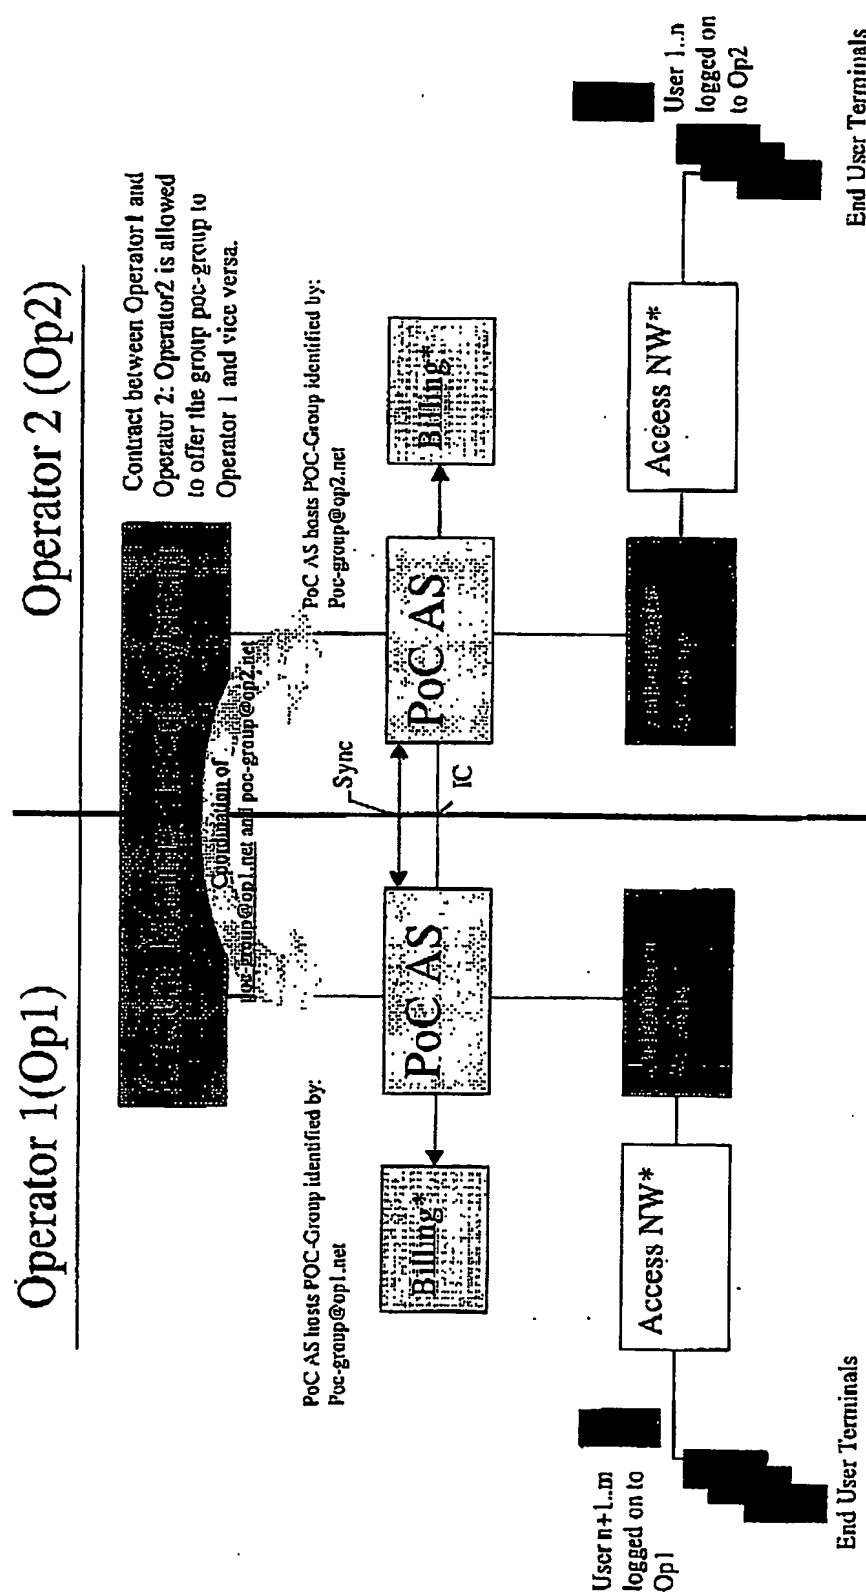 Operator 1(Op1)
Operator 2 (Op2)
Contract between Operator1 and
Operator 2: Operator2 is allowed
to offer the group poc-group to
Operator 1 and vice versa.
Coordination of
poc-group@op1.net and poc-group@op2.net
PoC AS hosts POC-Group identified by:
Poc-group@op1.net
PoC AS hosts POC-Group identified by:
Poc-group@op2.net
Sync
IC
Billing*
PoC AS
PoC AS
Billing*
User n+1..m
logged on to
Op1
Access NW*
Access NW*
User 1..n
logged on
to Op2
End User Terminals
End User Terminals